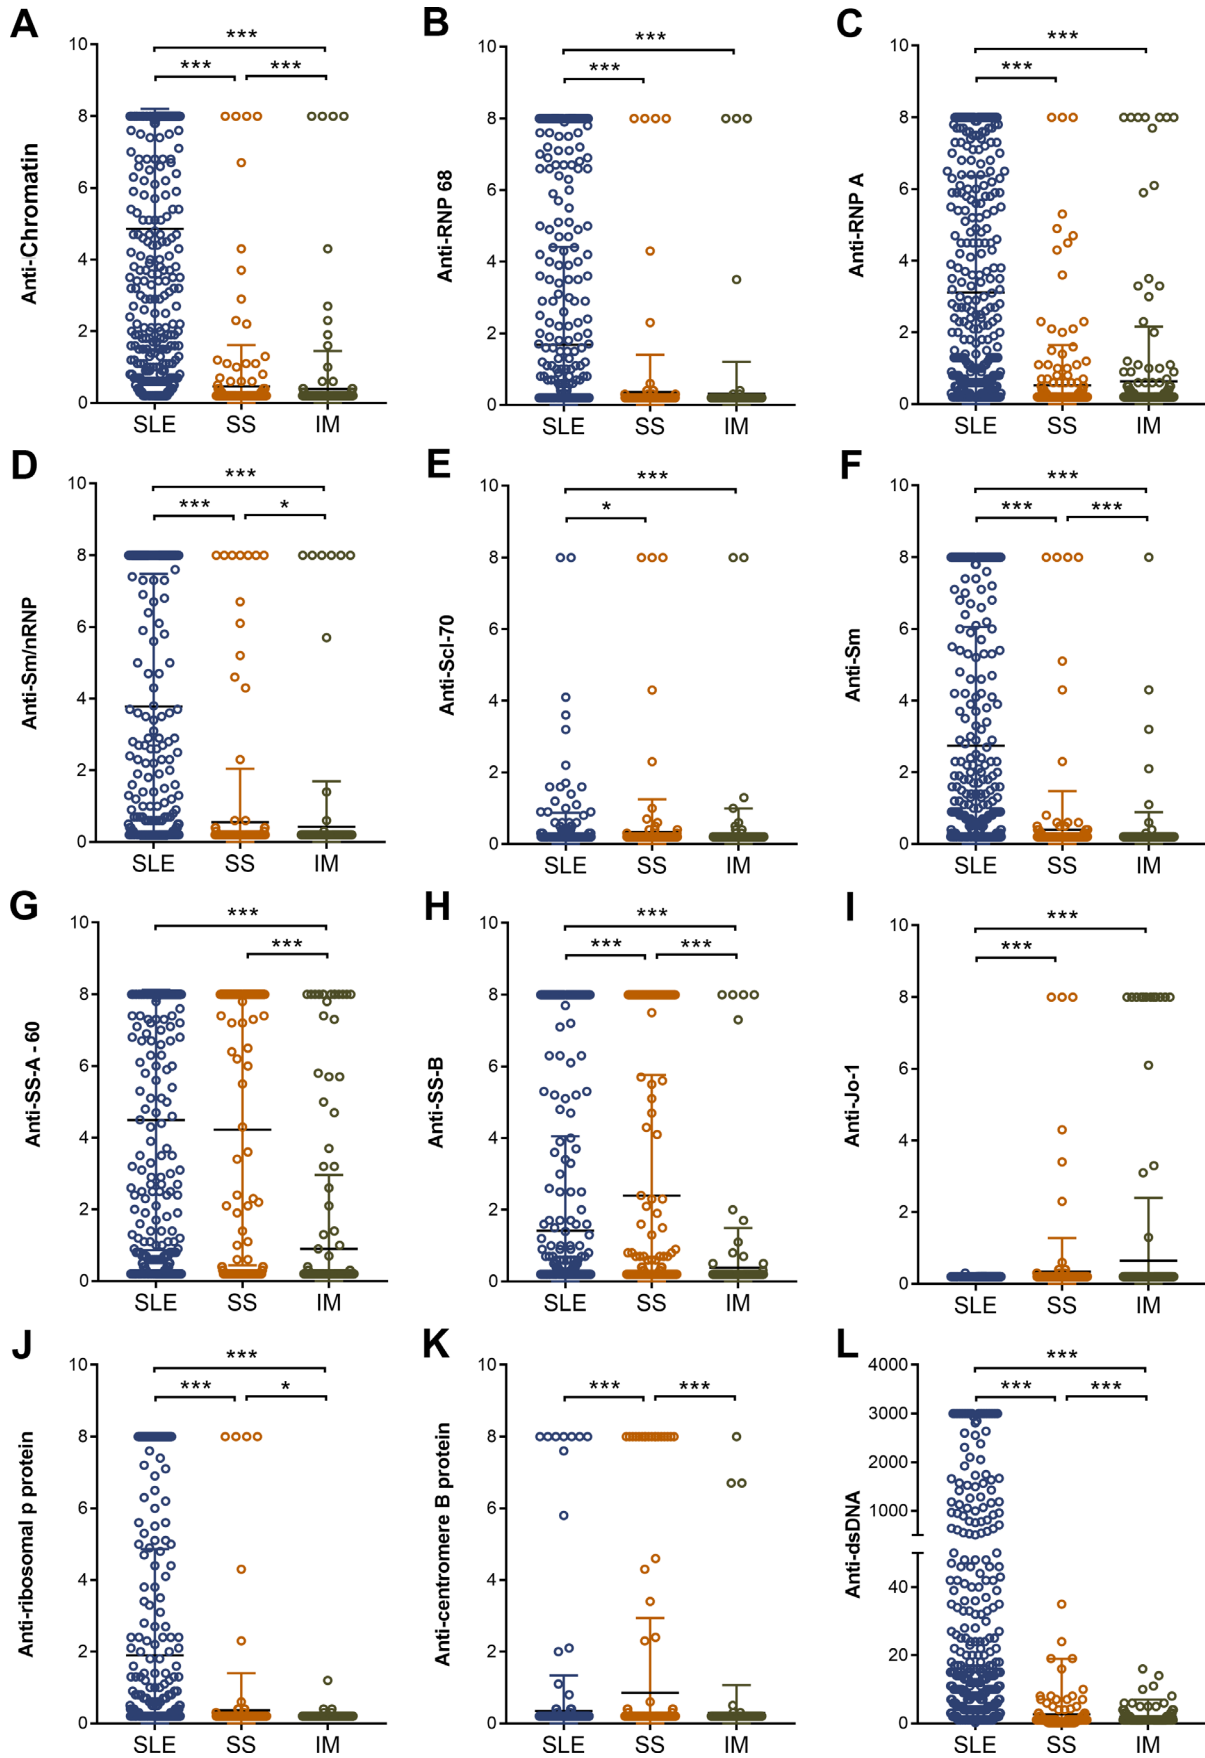 A
Anti-Chromatin
10
8
6
4
2
0
***
***
***
SLE SS IM
B
Anti-RNP 68
10
8
6
4
2
0
***
***
SLE SS IM
C
Anti-RNP A
10
8
6
4
2
0
***
***
SLE SS IM
D
Anti-Sm/nRNP
10
8
6
4
2
0
***
***
*
SLE SS IM
E
Anti-Scl-70
10
8
6
4
2
0
***
*
SLE SS IM
F
Anti-Sm
10
8
6
4
2
0
***
***
***
SLE SS IM
G
Anti-SS-A - 60
10
8
6
4
2
0
***
***
SLE SS IM
H
Anti-SS-B
10
8
6
4
2
0
***
***
***
SLE SS IM
I
Anti-Jo-1
10
8
6
4
2
0
***
***
SLE SS IM
J
Anti-ribosomal p protein
10
8
6
4
2
0
***
***
*
SLE SS IM
K
Anti-centromere B protein
10
8
6
4
2
0
***
***
SLE SS IM
L
Anti-dsDNA
4000
3000
2000
1000
40
20
0
***
***
***
SLE SS IM